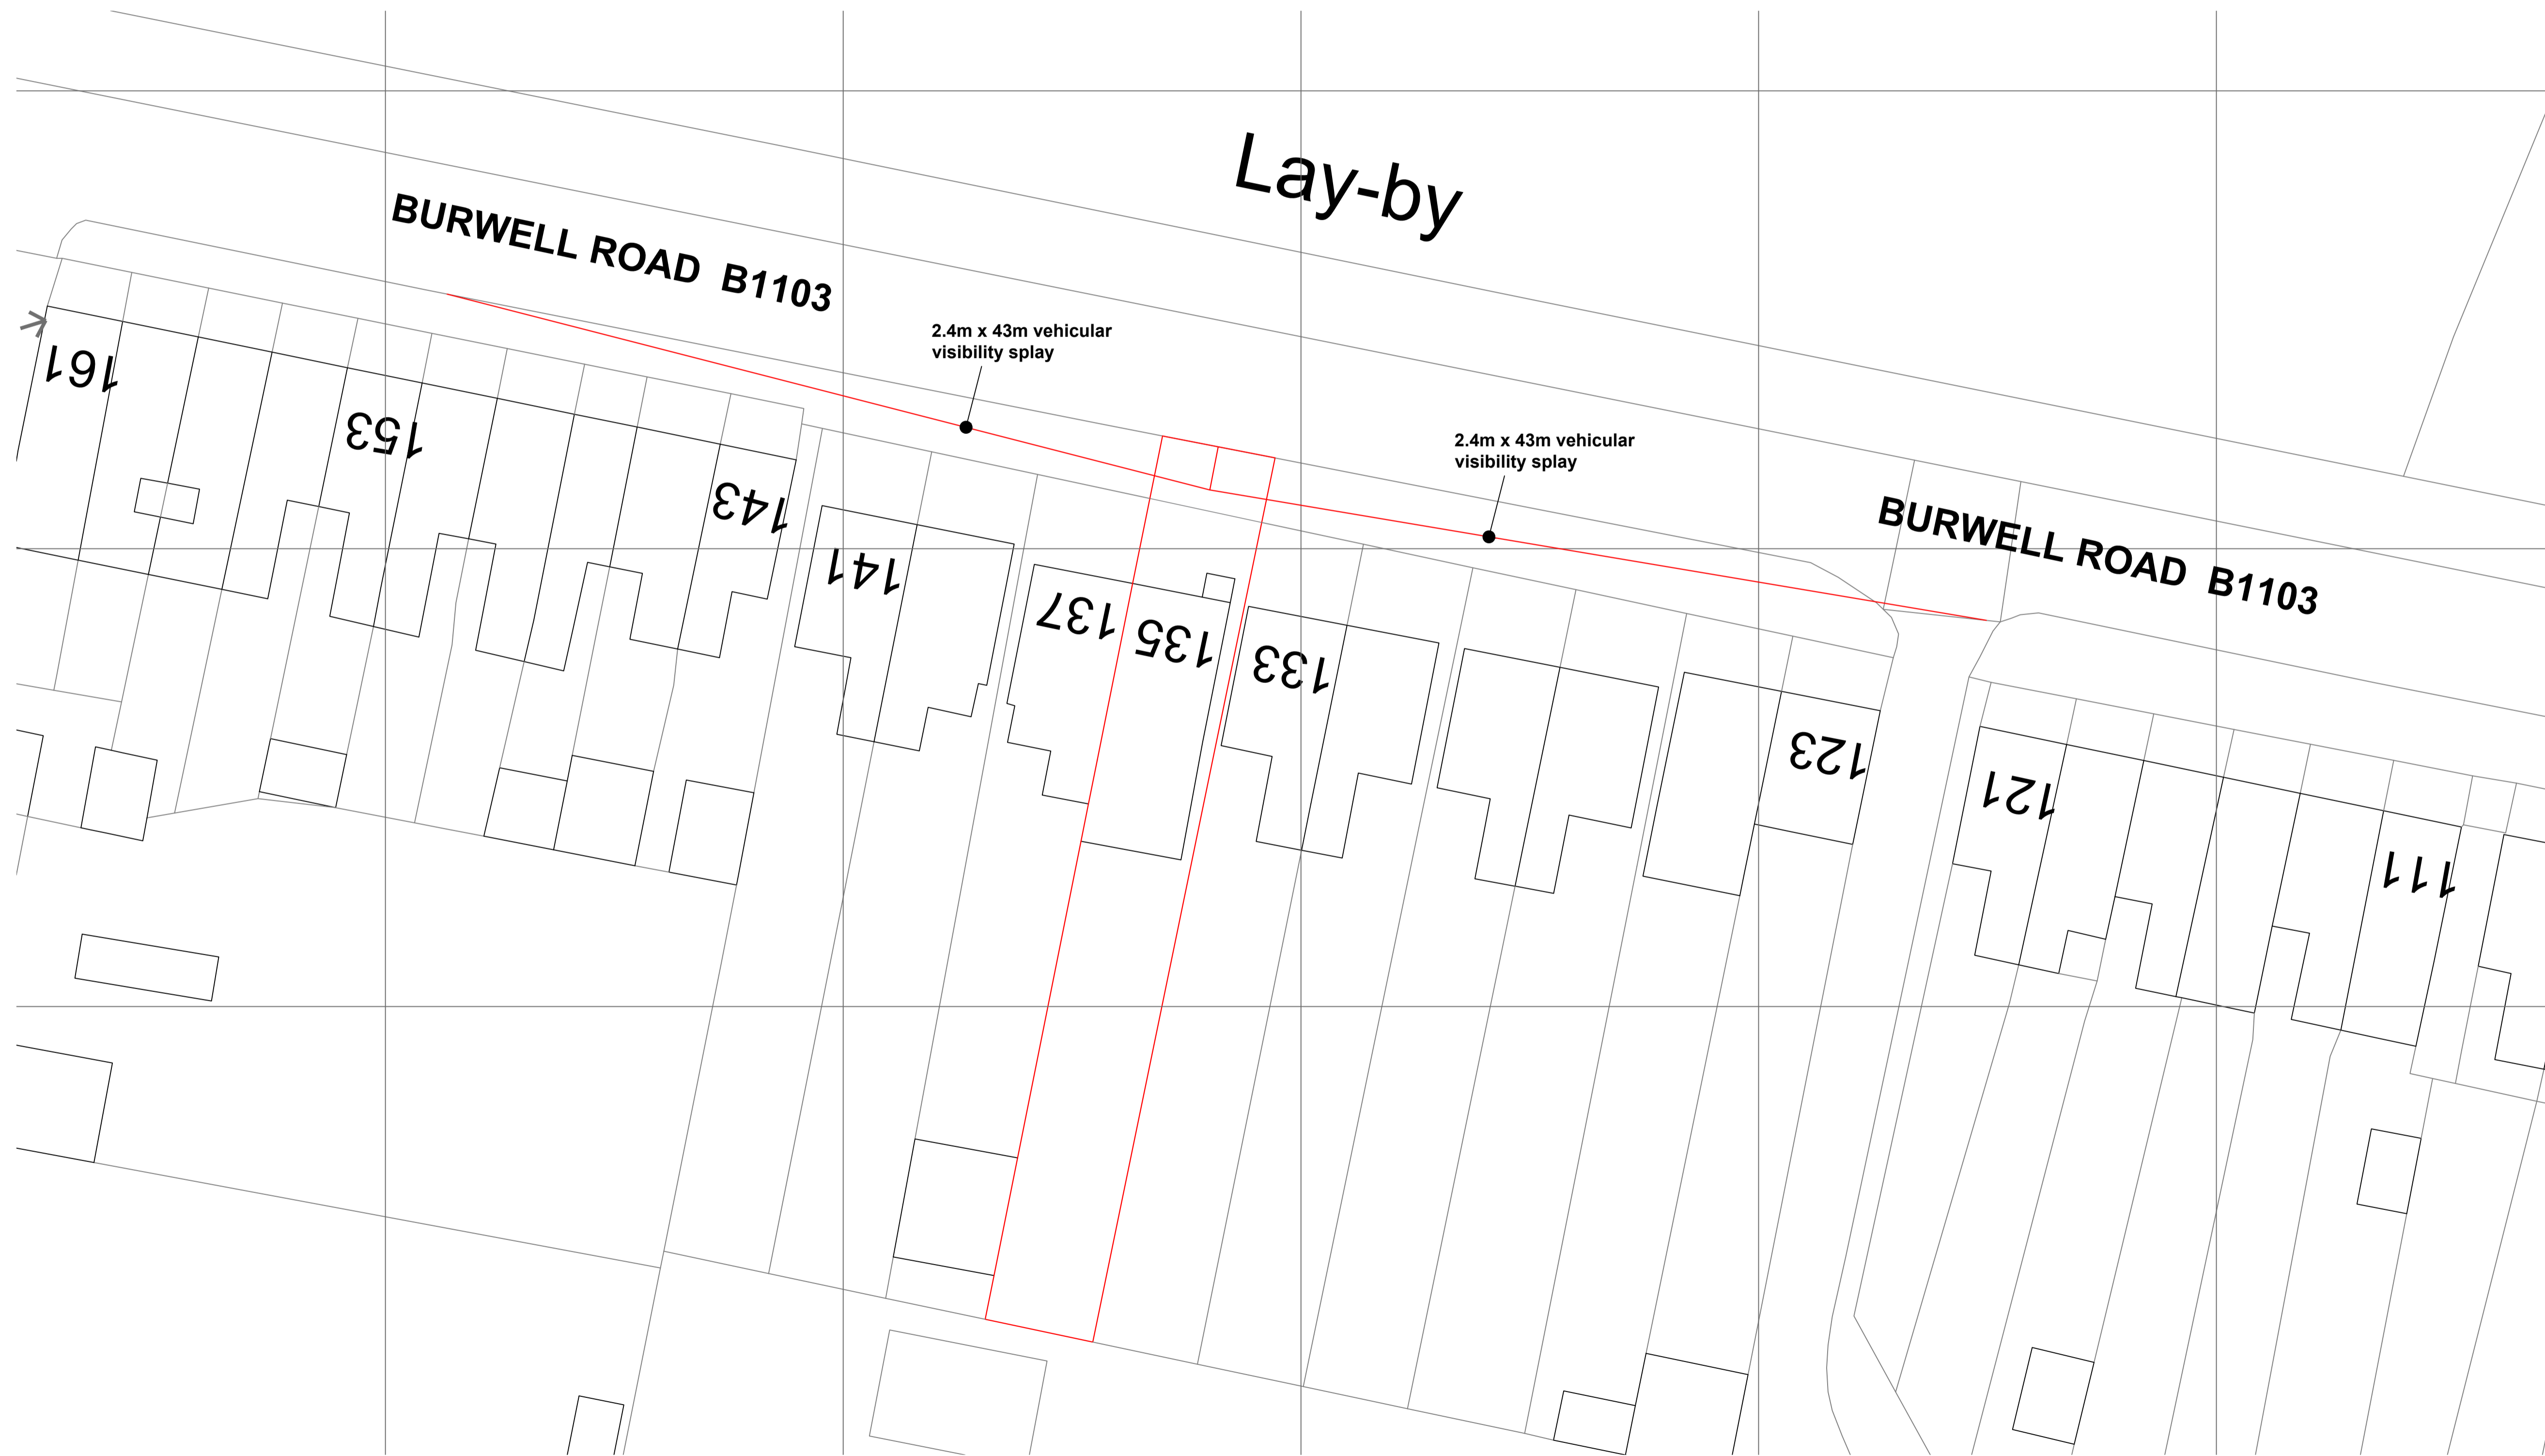 Lay-by
BURWELL ROAD B1103
2.4m x 43m vehicular
visibility splay
2.4m x 43m vehicular
visibility splay
BURWELL ROAD B1103
161
153
143
141
137
135
133
123
121
111